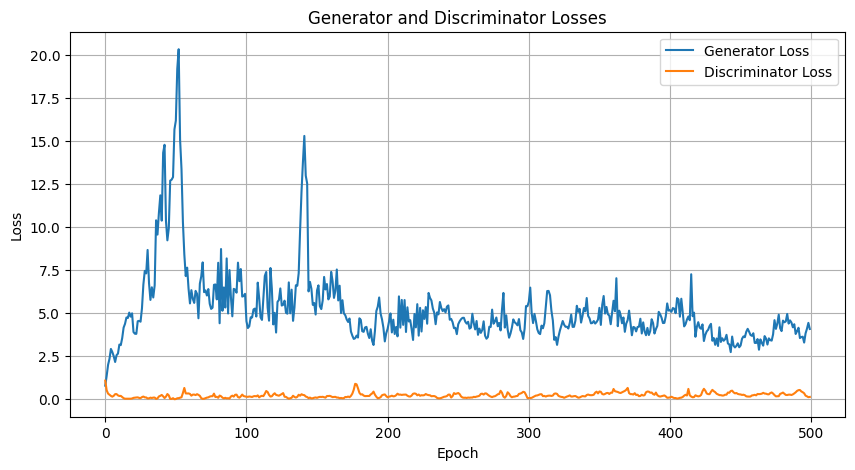 Generator and Discriminator Losses
Generator Loss
Discriminator Loss
20.0
17.5
15.0
12.5
10.0
7.5
5.0
2.5
0.0
Loss
0 100 200 300 400 500
Epoch